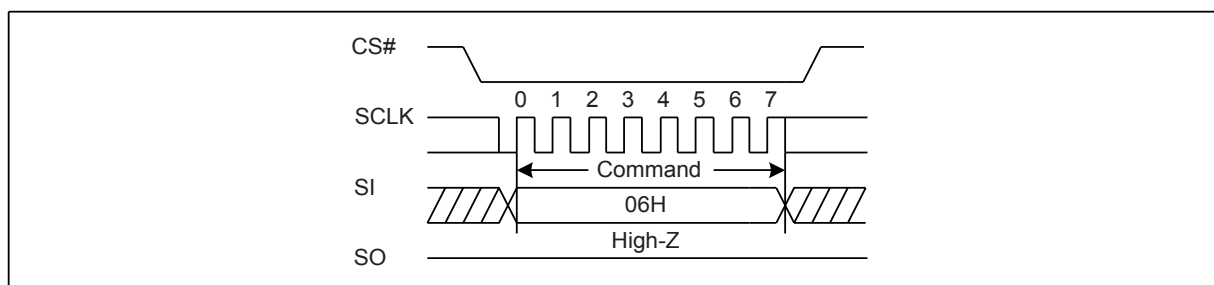 CS#
0 1 2 3 4 5 6 7
SCLK
Command
SI
06H
High-Z
SO